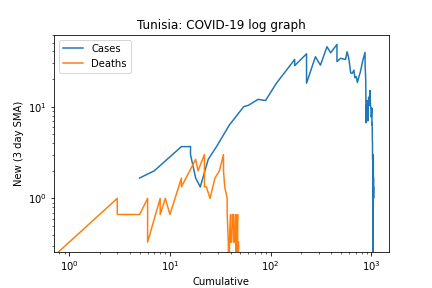 Tunisia: COVID-19 log graph
Cases
Deaths
New (3 day SMA)
10¹
10⁰
10⁰ 10¹ 10² 10³
Cumulative